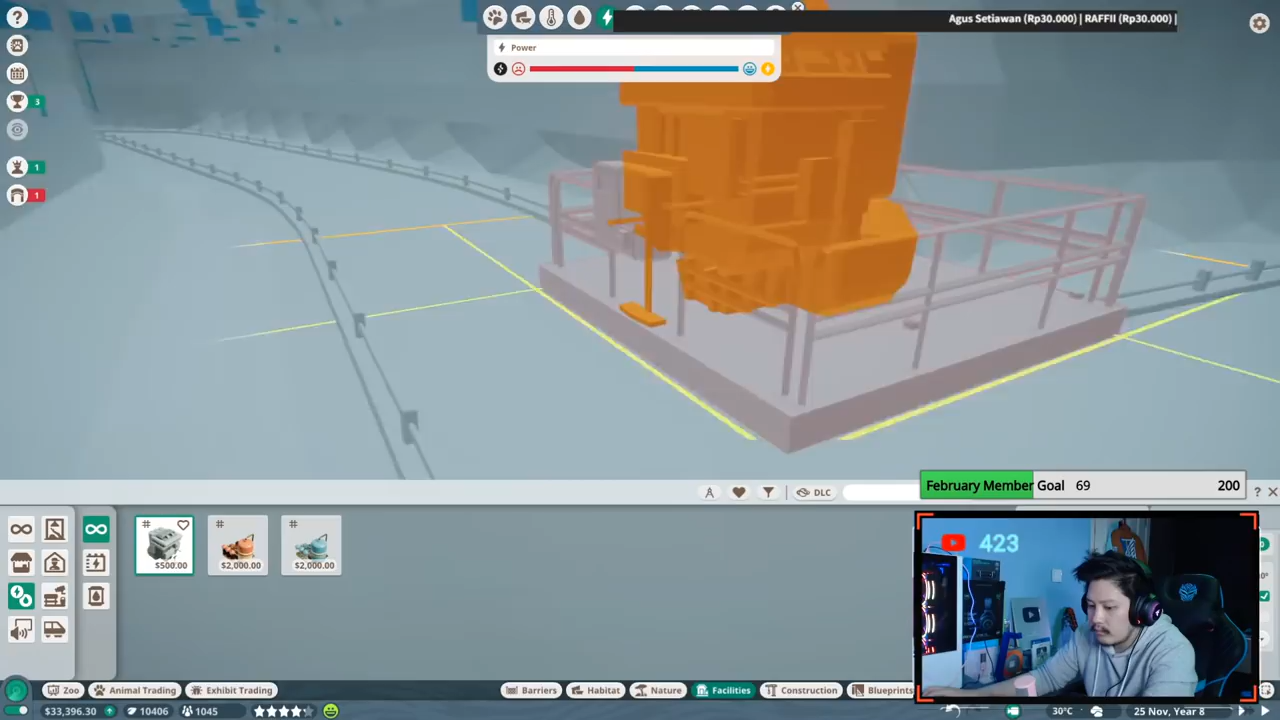 Agus Setiawan (Rp30.000) | RAFFII (Rp30.000) |
Power
3
1
1
DLC
February Member Goal 69 200
423
# $500.00
# $2,000.00
# $2,000.00
Zoo
Animal Trading
Exhibit Trading
Barriers
Habitat
Nature
Facilities
Construction
Blueprints
$33,396.30
10406
1045
30°C
25 Nov, Year 8